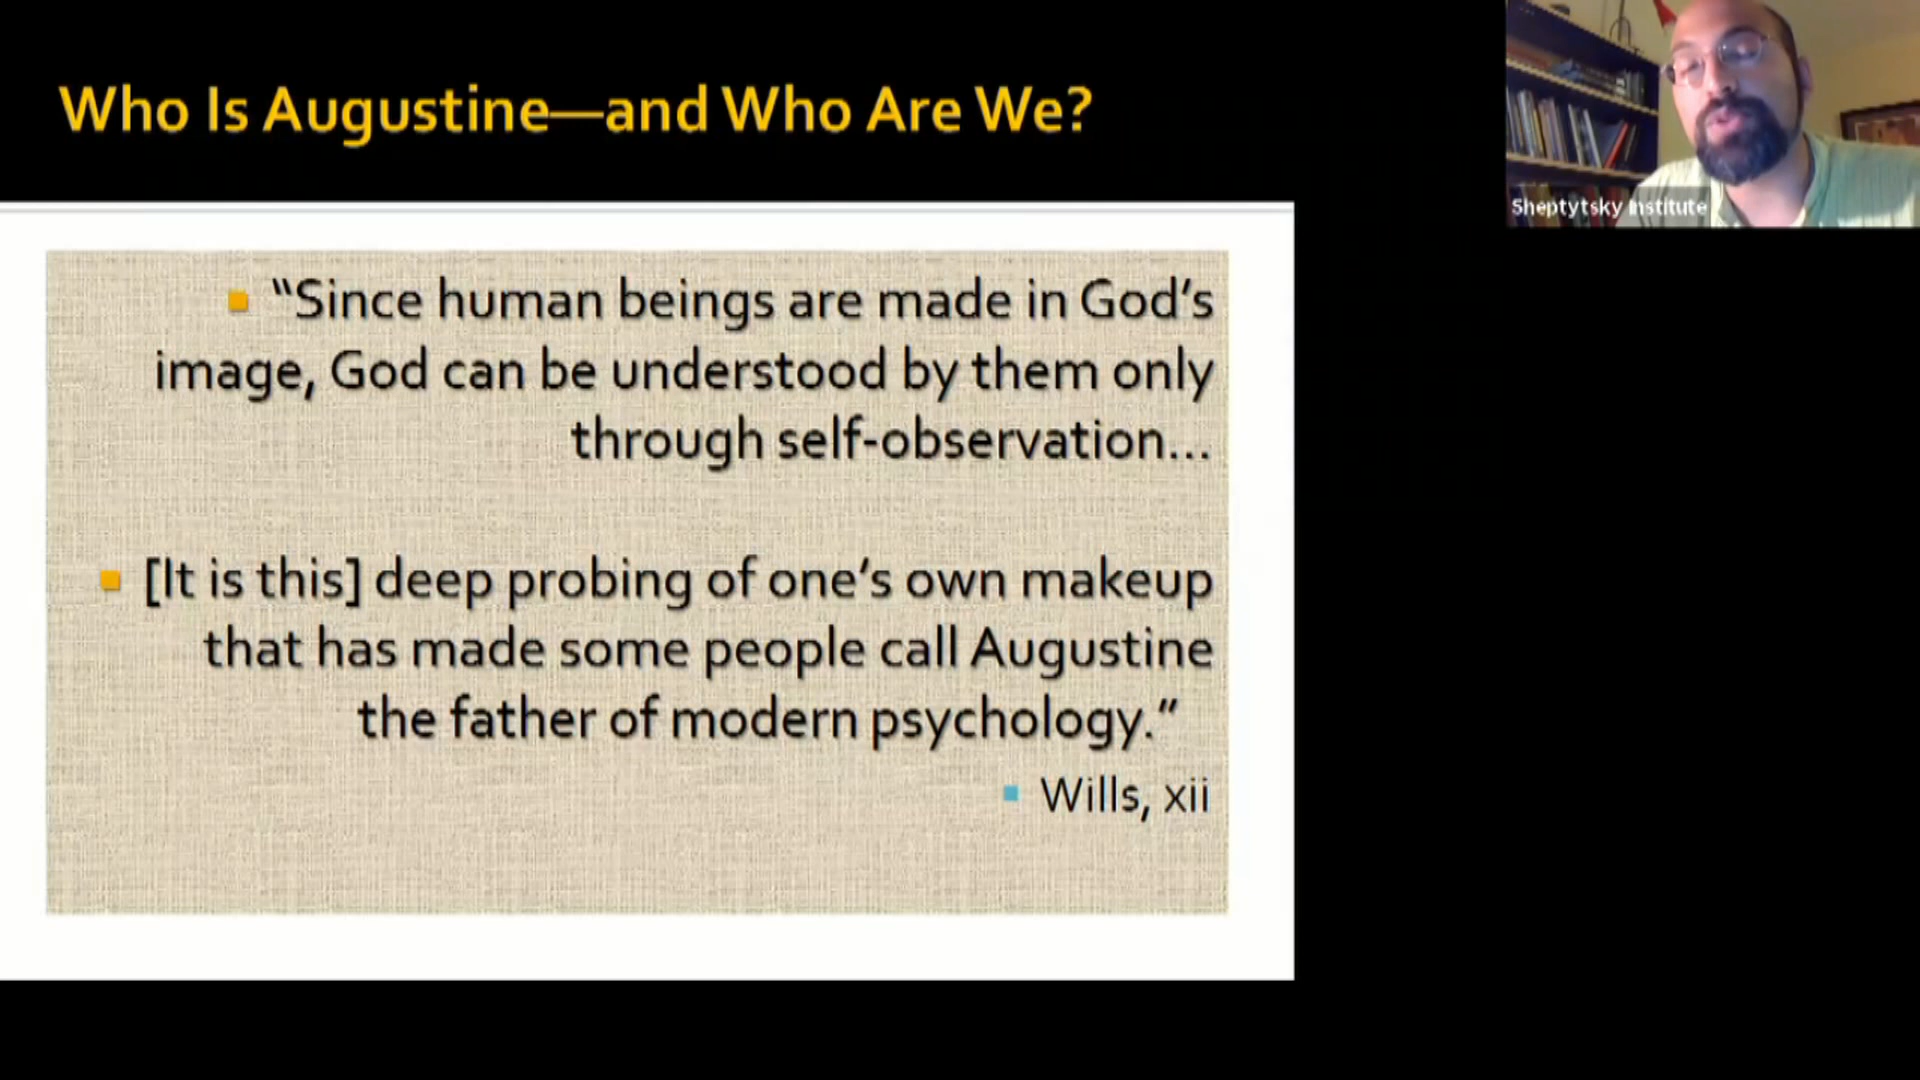 Who Is Augustine—and Who Are We?
Sheptytsky Institute
“Since human beings are made in God’s
image, God can be understood by them only
through self-observation…
[It is this] deep probing of one’s own makeup
that has made some people call Augustine
the father of modern psychology.”
Wills, xii